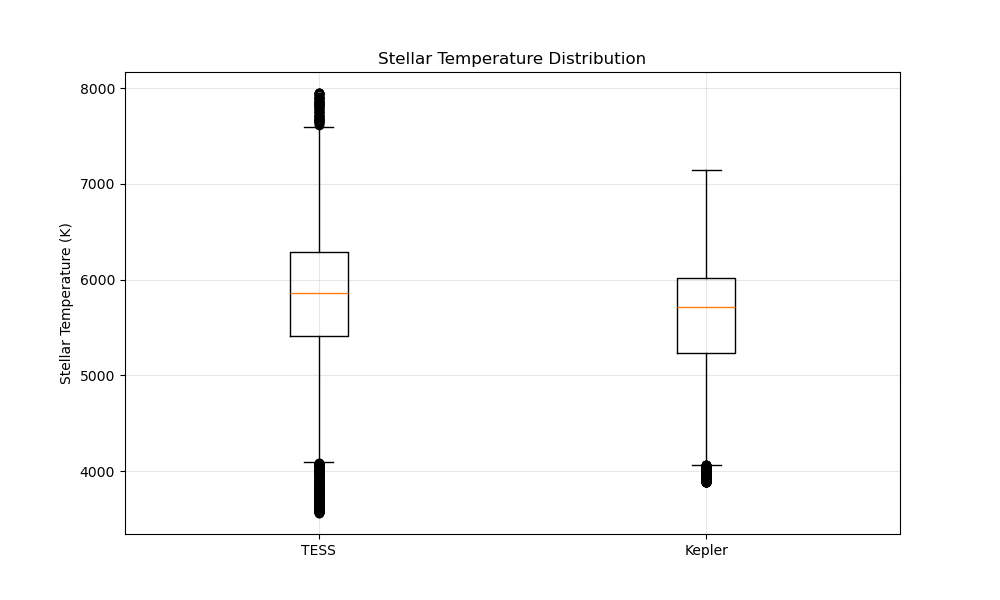 Stellar Temperature Distribution
Stellar Temperature (K)
8000
7000
6000
5000
4000
TESS
Kepler